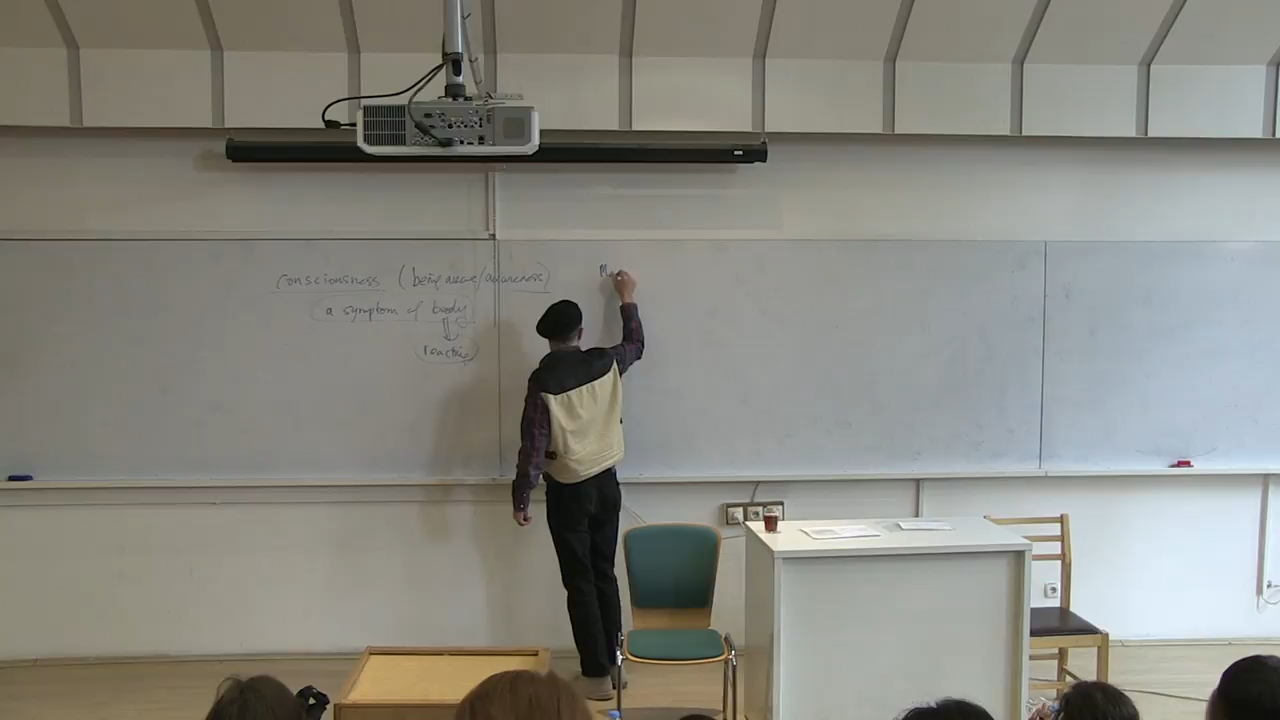 consciousness (being aware/awareness)
a symptom of body
reaction
M